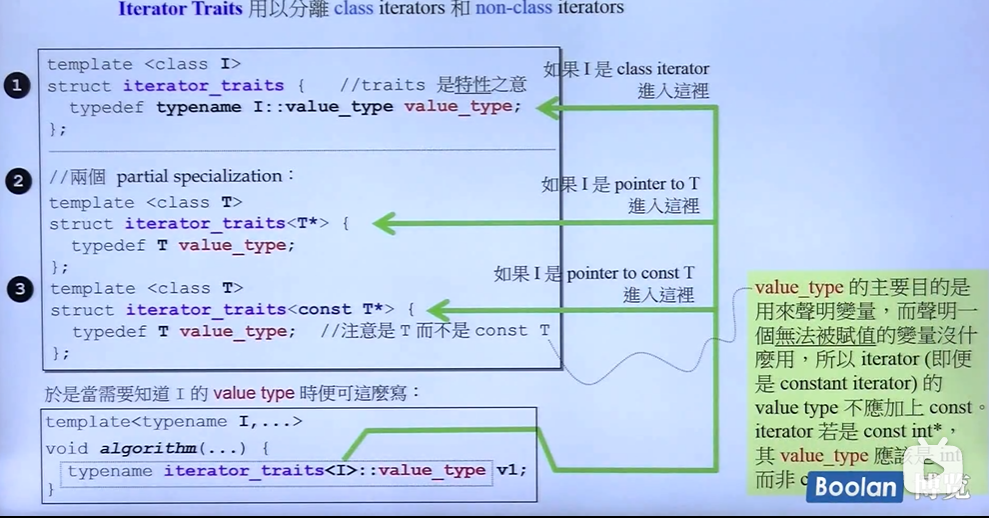 Iterator Traits 用以分離 class iterators 和 non-class iterators
1
template <class I>
struct iterator_traits { //traits 是特性之意
typedef typename I::value_type value_type;
};
如果 I 是 class iterator
進入這裡
2
//兩個 partial specialization：
template <class T>
struct iterator_traits<T*> {
typedef T value_type;
};
如果 I 是 pointer to T
進入這裡
3
template <class T>
struct iterator_traits<const T*> {
typedef T value_type; //注意是 T 而不是 const T
};
如果 I 是 pointer to const T
進入這裡
value_type 的主要目的是
用來聲明變量，而聲明一
個無法被賦值的變量沒什
麼用，所以 iterator (即便
是 constant iterator) 的
value type 不應加上 const。
iterator 若是 const int*，
其 value_type 應該是 int
而非
於是當需要知道 I 的 value type 時便可這麼寫：
template<typename I,...>
void algorithm(...) {
typename iterator_traits<I>::value_type v1;
}
Boolan 博览